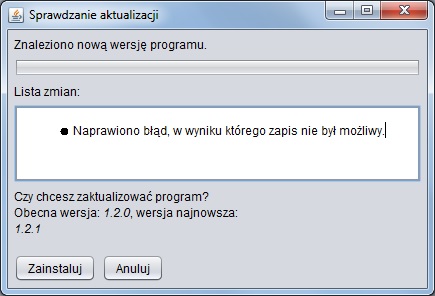 Sprawdzanie aktualizacji
Znaleziono nową wersję programu.
Lista zmian:
● Naprawiono błąd, w wyniku którego zapis nie był możliwy.
Czy chcesz zaktualizować program?
Obecna wersja: 1.2.0, wersja najnowsza:
1.2.1
Zainstaluj Anuluj